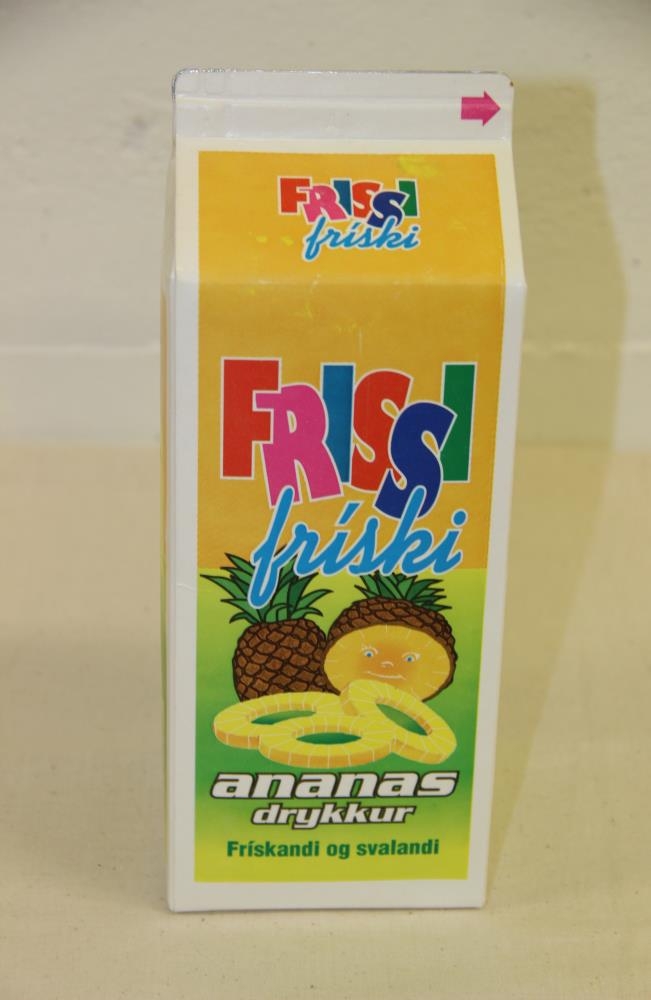 FRISSI
fríski
FRISSI
fríski
ananas
drykkur
Frískandi og svalandi